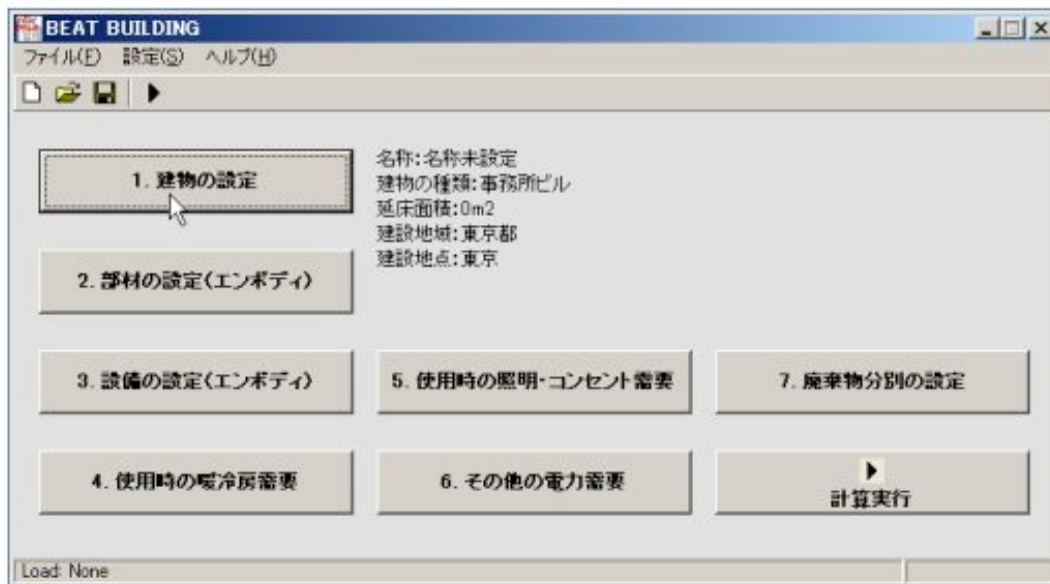 BEAT BUILDING
ファイル(F) 設定(S) ヘルプ(H)
1. 建物の設定
名称:名称未設定
建物の種類:事務所ビル
延床面積:0m2
建設地域:東京都
建設地点:東京
2. 部材の設定(エンボディ)
3. 設備の設定(エンボディ)
5. 使用時の照明・コンセント需要
7. 廃棄物分別の設定
4. 使用時の暖冷房需要
6. その他の電力需要
計算実行
Load: None